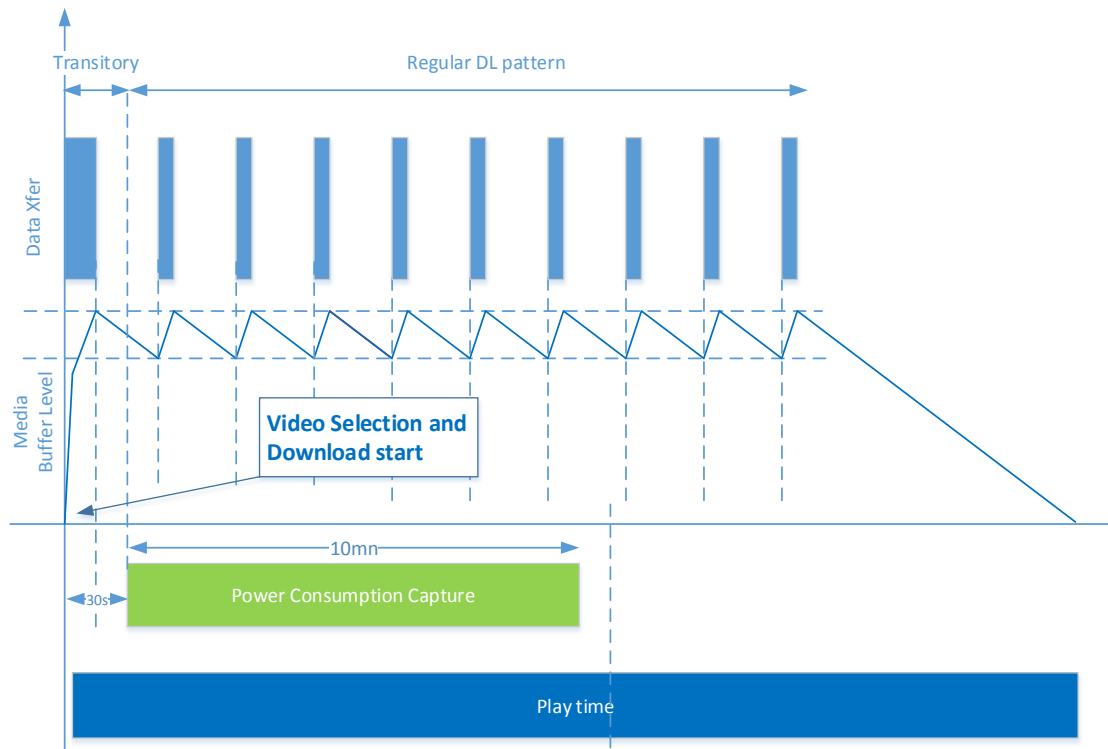 Transitory
Regular DL pattern
Data Xfer
Media
Buffer Level
Video Selection and
Download start
10mn
Power Consumption Capture
30s
Play time